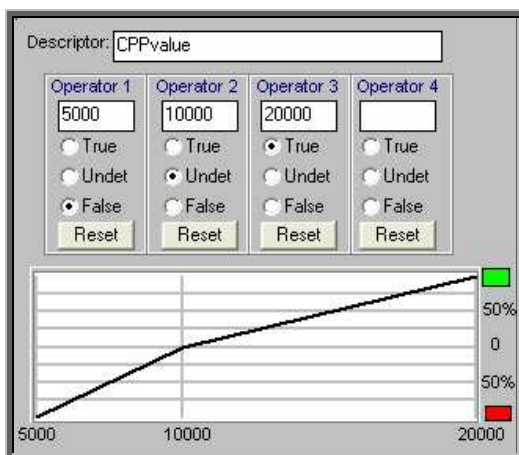 Descriptor: CPPvalue
Operator 1 Operator 2 Operator 3 Operator 4
5000 10000 20000
True True True True
Undet Undet Undet Undet
False False False False
Reset Reset Reset Reset
50%
0
50%
5000 10000 20000